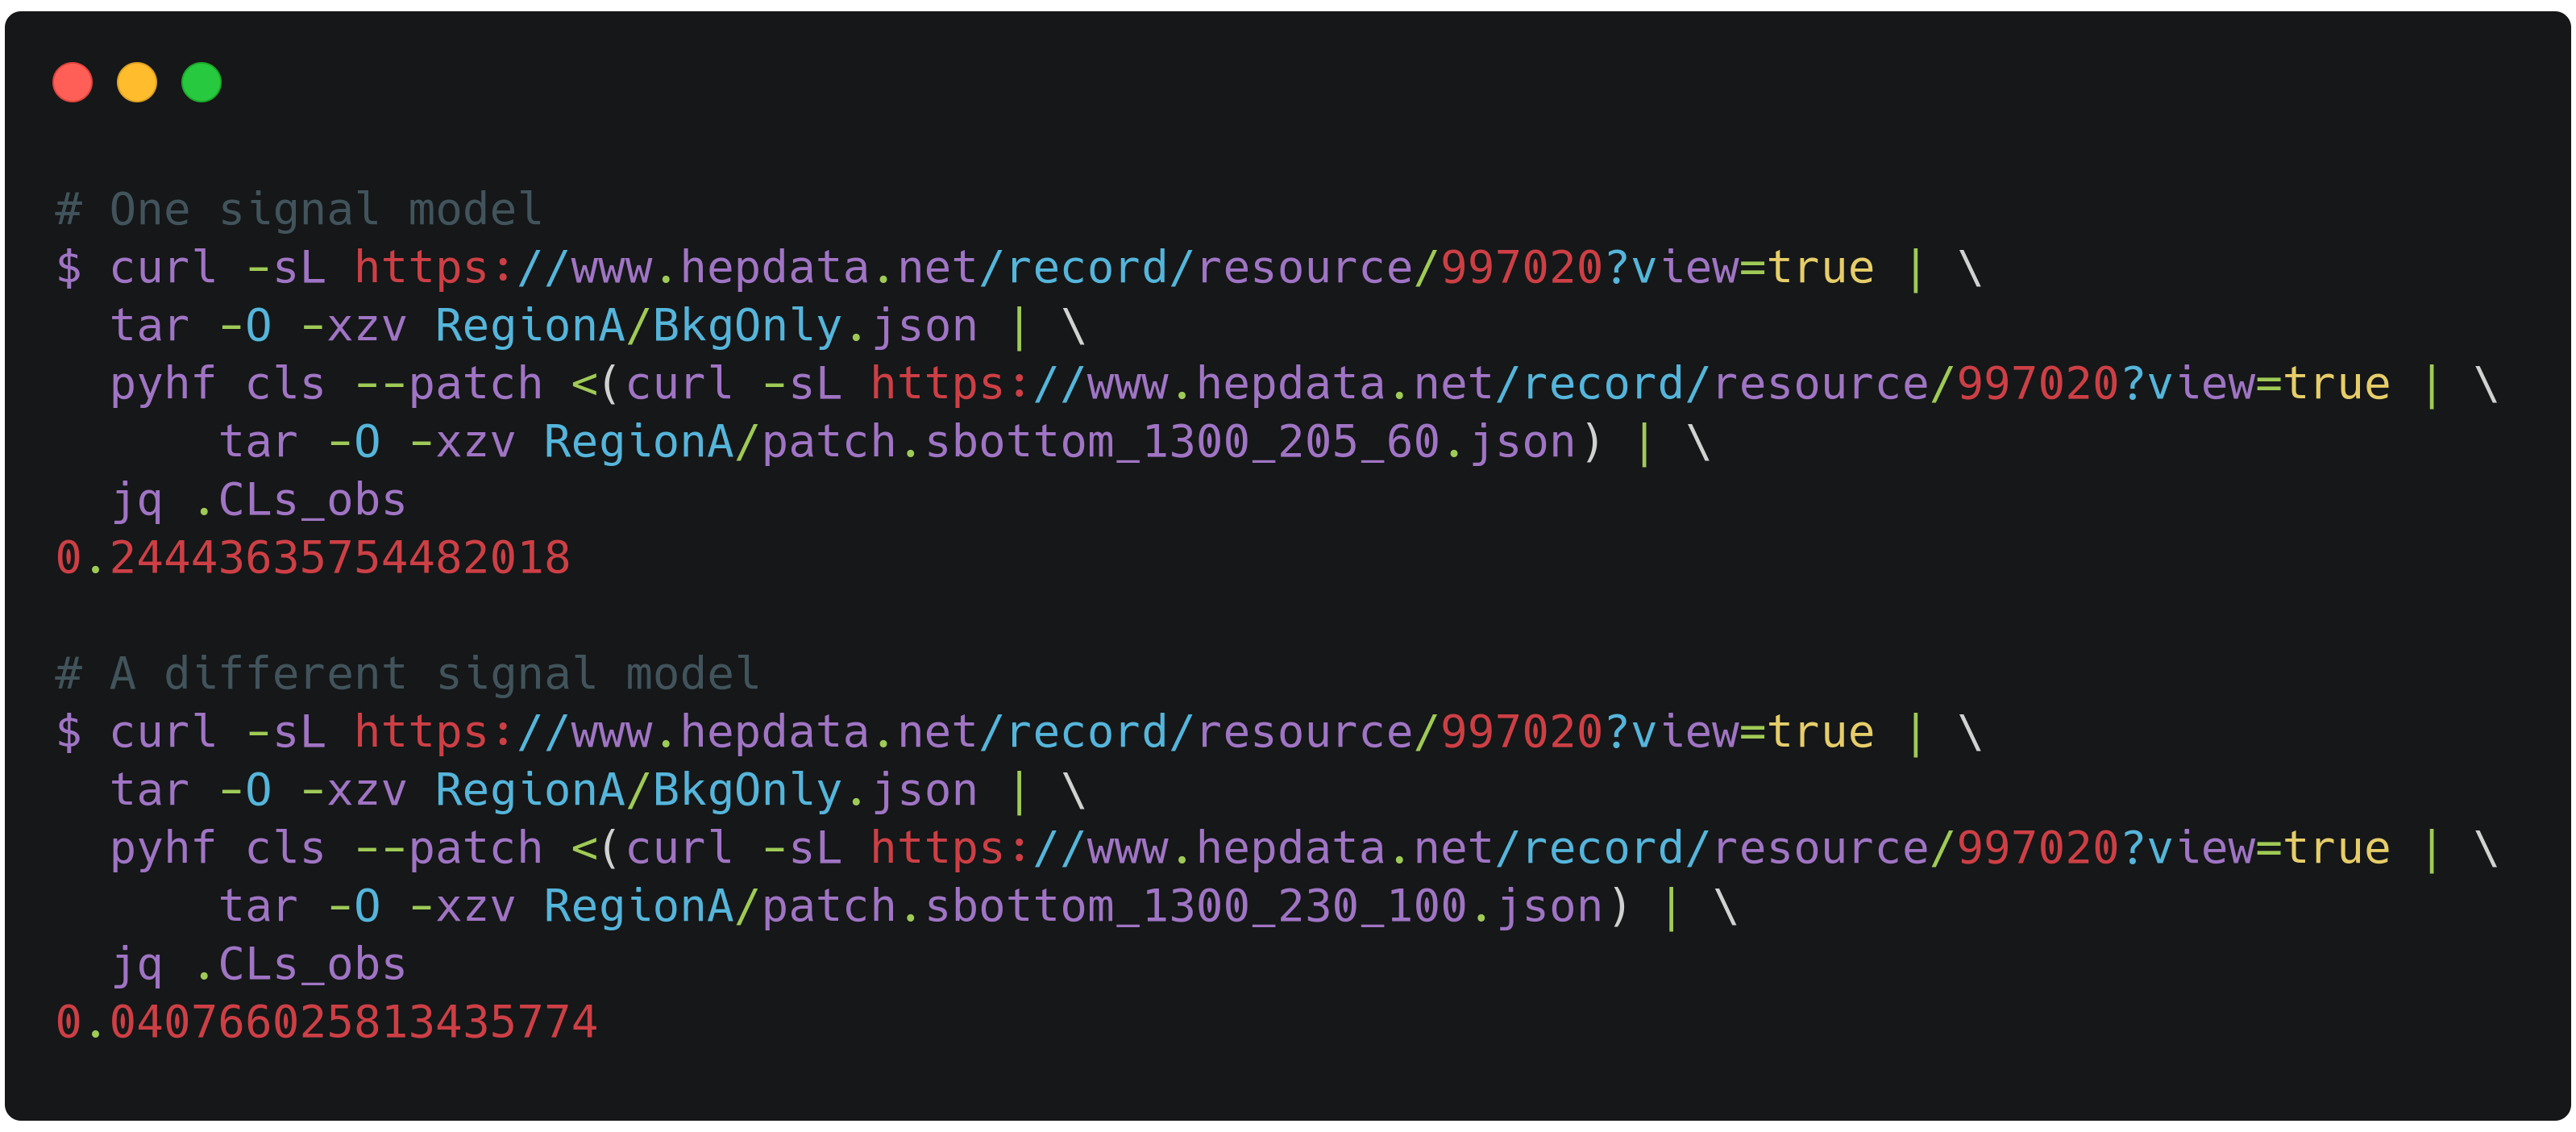 # One signal model
$ curl -sL https://www.hepdata.net/record/resource/997020?view=true | \
  tar -O -xzv RegionA/BkgOnly.json | \
  pyhf cls --patch <(curl -sL https://www.hepdata.net/record/resource/997020?view=true | \
      tar -O -xzv RegionA/patch.sbottom_1300_205_60.json) | \
  jq .CLs_obs
0.24443635754482018
# A different signal model
$ curl -sL https://www.hepdata.net/record/resource/997020?view=true | \
  tar -O -xzv RegionA/BkgOnly.json | \
  pyhf cls --patch <(curl -sL https://www.hepdata.net/record/resource/997020?view=true | \
      tar -O -xzv RegionA/patch.sbottom_1300_230_100.json) | \
  jq .CLs_obs
0.040766025813435774